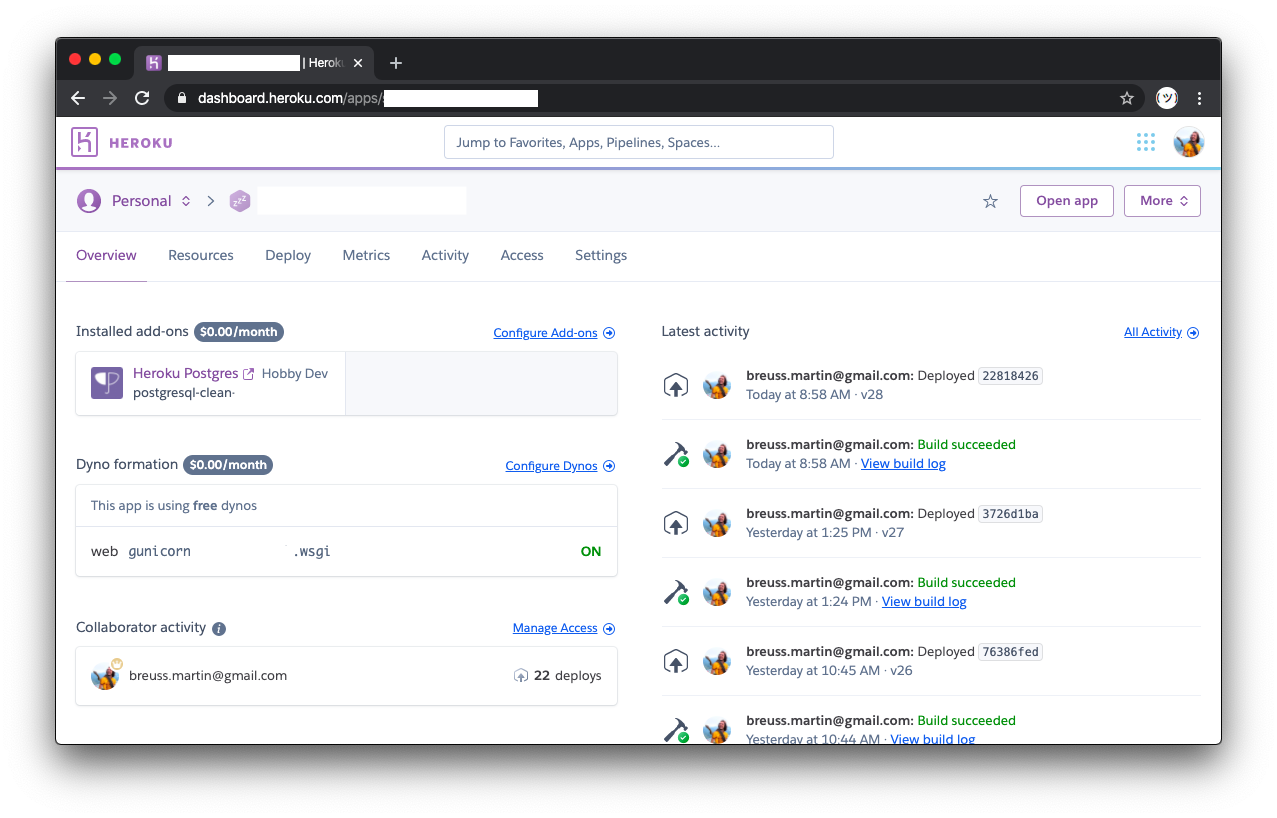 | Heroku
dashboard.heroku.com/apps/
HEROKU
Jump to Favorites, Apps, Pipelines, Spaces...
Personal
zzz
Open app
More
Overview
Resources
Deploy
Metrics
Activity
Access
Settings
Installed add-ons $0.00/month
Configure Add-ons
Heroku Postgres Hobby Dev
postgresql-clean-
Dyno formation $0.00/month
Configure Dynos
This app is using free dynos
web gunicorn .wsgi ON
Collaborator activity
Manage Access
breuss.martin@gmail.com 22 deploys
Latest activity
All Activity
breuss.martin@gmail.com: Deployed 22818426
Today at 8:58 AM · v28
breuss.martin@gmail.com: Build succeeded
Today at 8:58 AM · View build log
breuss.martin@gmail.com: Deployed 3726d1ba
Yesterday at 1:25 PM · v27
breuss.martin@gmail.com: Build succeeded
Yesterday at 1:24 PM · View build log
breuss.martin@gmail.com: Deployed 76386fed
Yesterday at 10:45 AM · v26
breuss.martin@gmail.com: Build succeeded
Yesterday at 10:44 AM · View build log